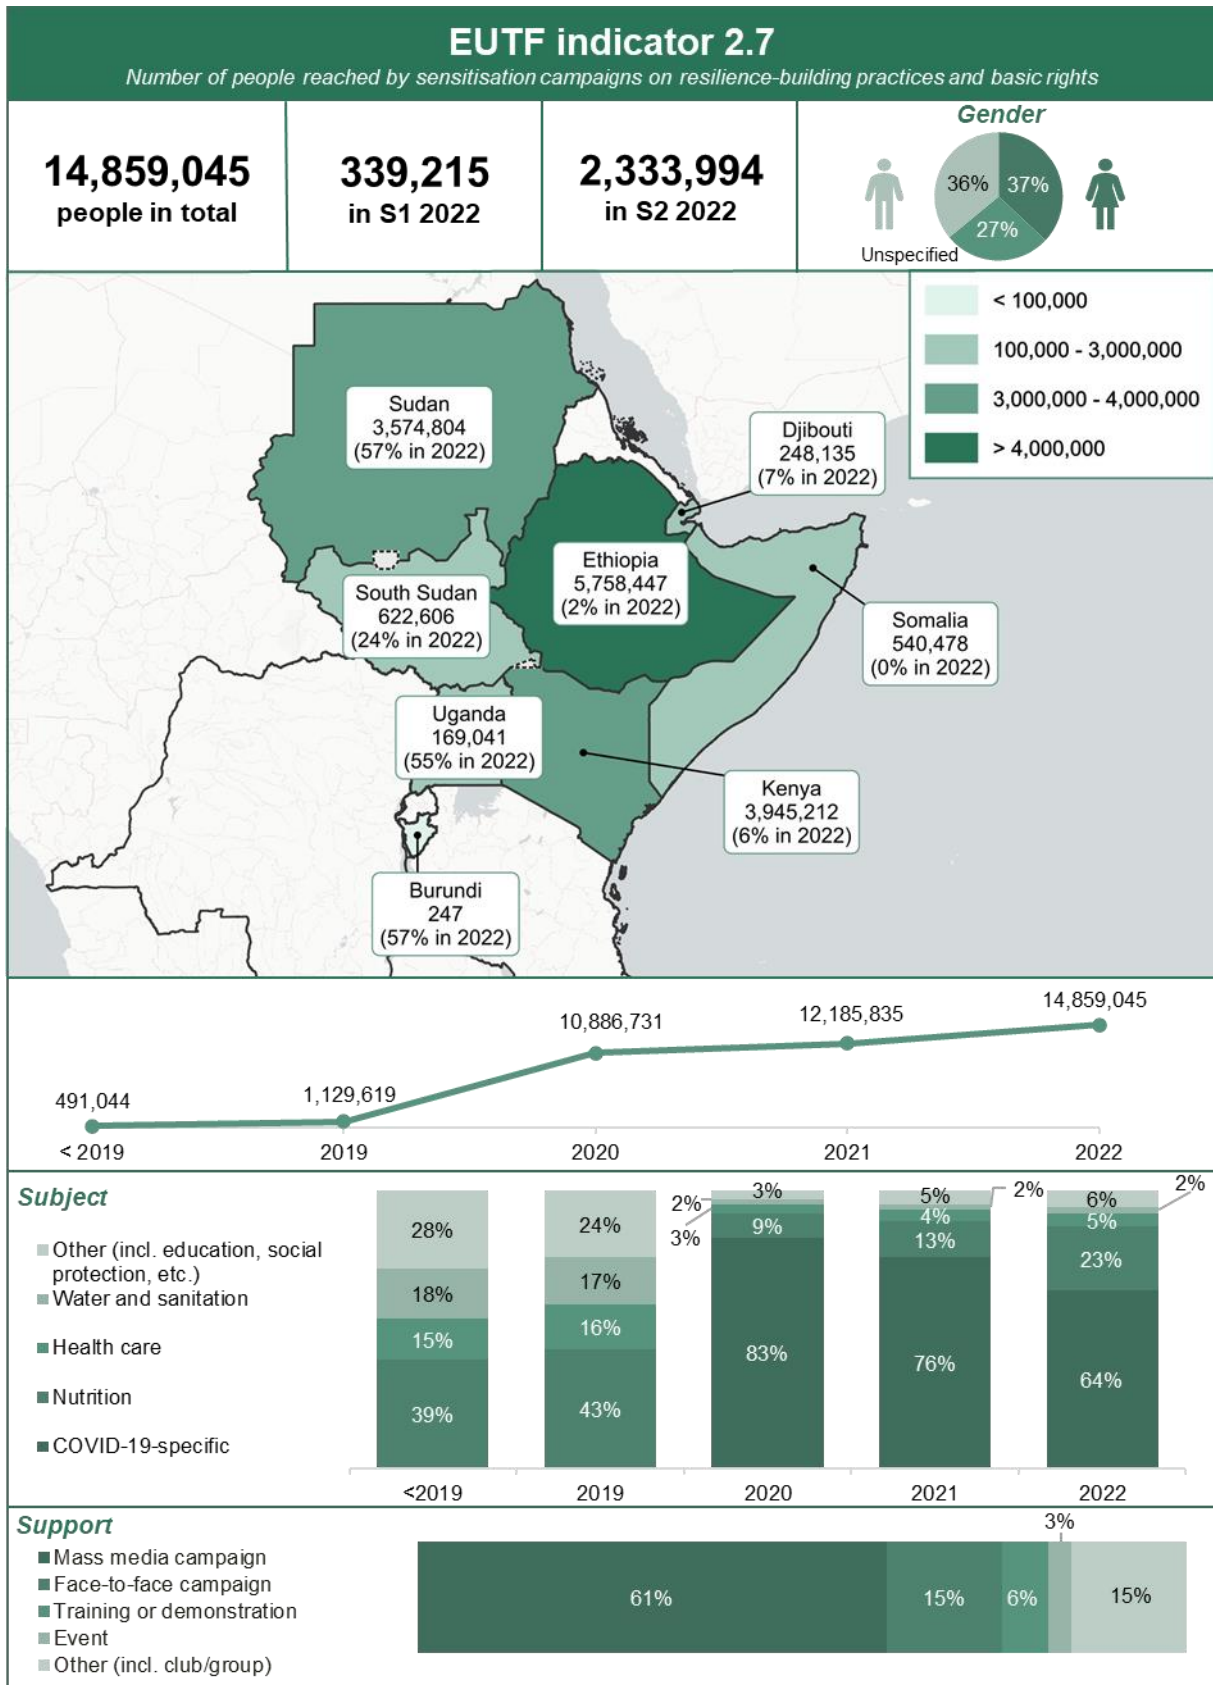 EUTF indicator 2.7
Number of people reached by sensitisation campaigns on resilience-building practices and basic rights
14,859,045
people in total
339,215
in S1 2022
2,333,994
in S2 2022
Gender
36%
37%
27%
Unspecified
< 100,000
100,000 - 3,000,000
3,000,000 - 4,000,000
> 4,000,000
Sudan
3,574,804
(57% in 2022)
Djibouti
248,135
(7% in 2022)
Ethiopia
5,758,447
(2% in 2022)
South Sudan
622,606
(24% in 2022)
Somalia
540,478
(0% in 2022)
Uganda
169,041
(55% in 2022)
Kenya
3,945,212
(6% in 2022)
Burundi
247
(57% in 2022)
491,044
1,129,619
10,886,731
12,185,835
14,859,045
< 2019
2019
2020
2021
2022
Subject
Other (incl. education, social
protection, etc.)
Water and sanitation
Health care
Nutrition
COVID-19-specific
28%
18%
15%
39%
24%
17%
16%
43%
3%
2%
3%
9%
83%
5%
2%
4%
13%
76%
6%
2%
5%
23%
64%
<2019
2019
2020
2021
2022
Support
Mass media campaign
Face-to-face campaign
Training or demonstration
Event
Other (incl. club/group)
61%
15%
6%
3%
15%